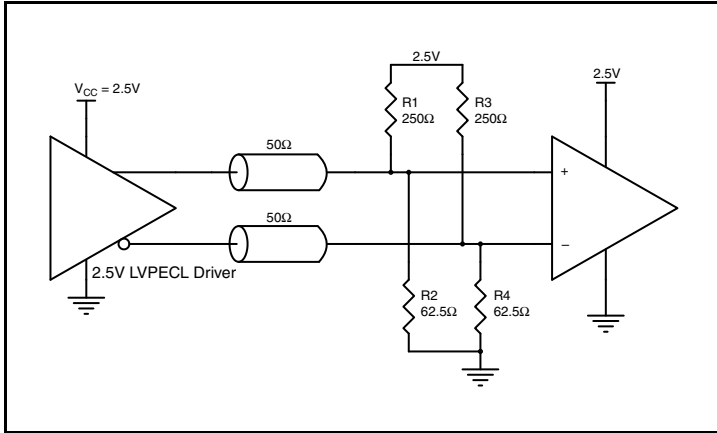 2.5V
2.5V
V_CC = 2.5V
R1
250Ω
R3
250Ω
50Ω
+
50Ω
–
2.5V LVPECL Driver
R2
62.5Ω
R4
62.5Ω